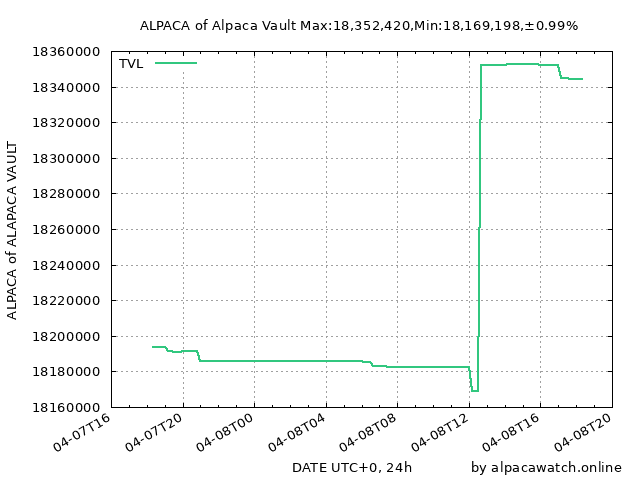 ALPACA of Alpaca Vault Max:18,352,420,Min:18,169,198,±0.99%
TVL
ALPACA of ALAPACA VAULT
18360000
18340000
18320000
18300000
18280000
18260000
18240000
18220000
18200000
18180000
18160000
04-07T16
04-07T20
04-08T00
04-08T04
04-08T08
04-08T12
04-08T16
04-08T20
DATE UTC+0, 24h
by alpacawatch.online